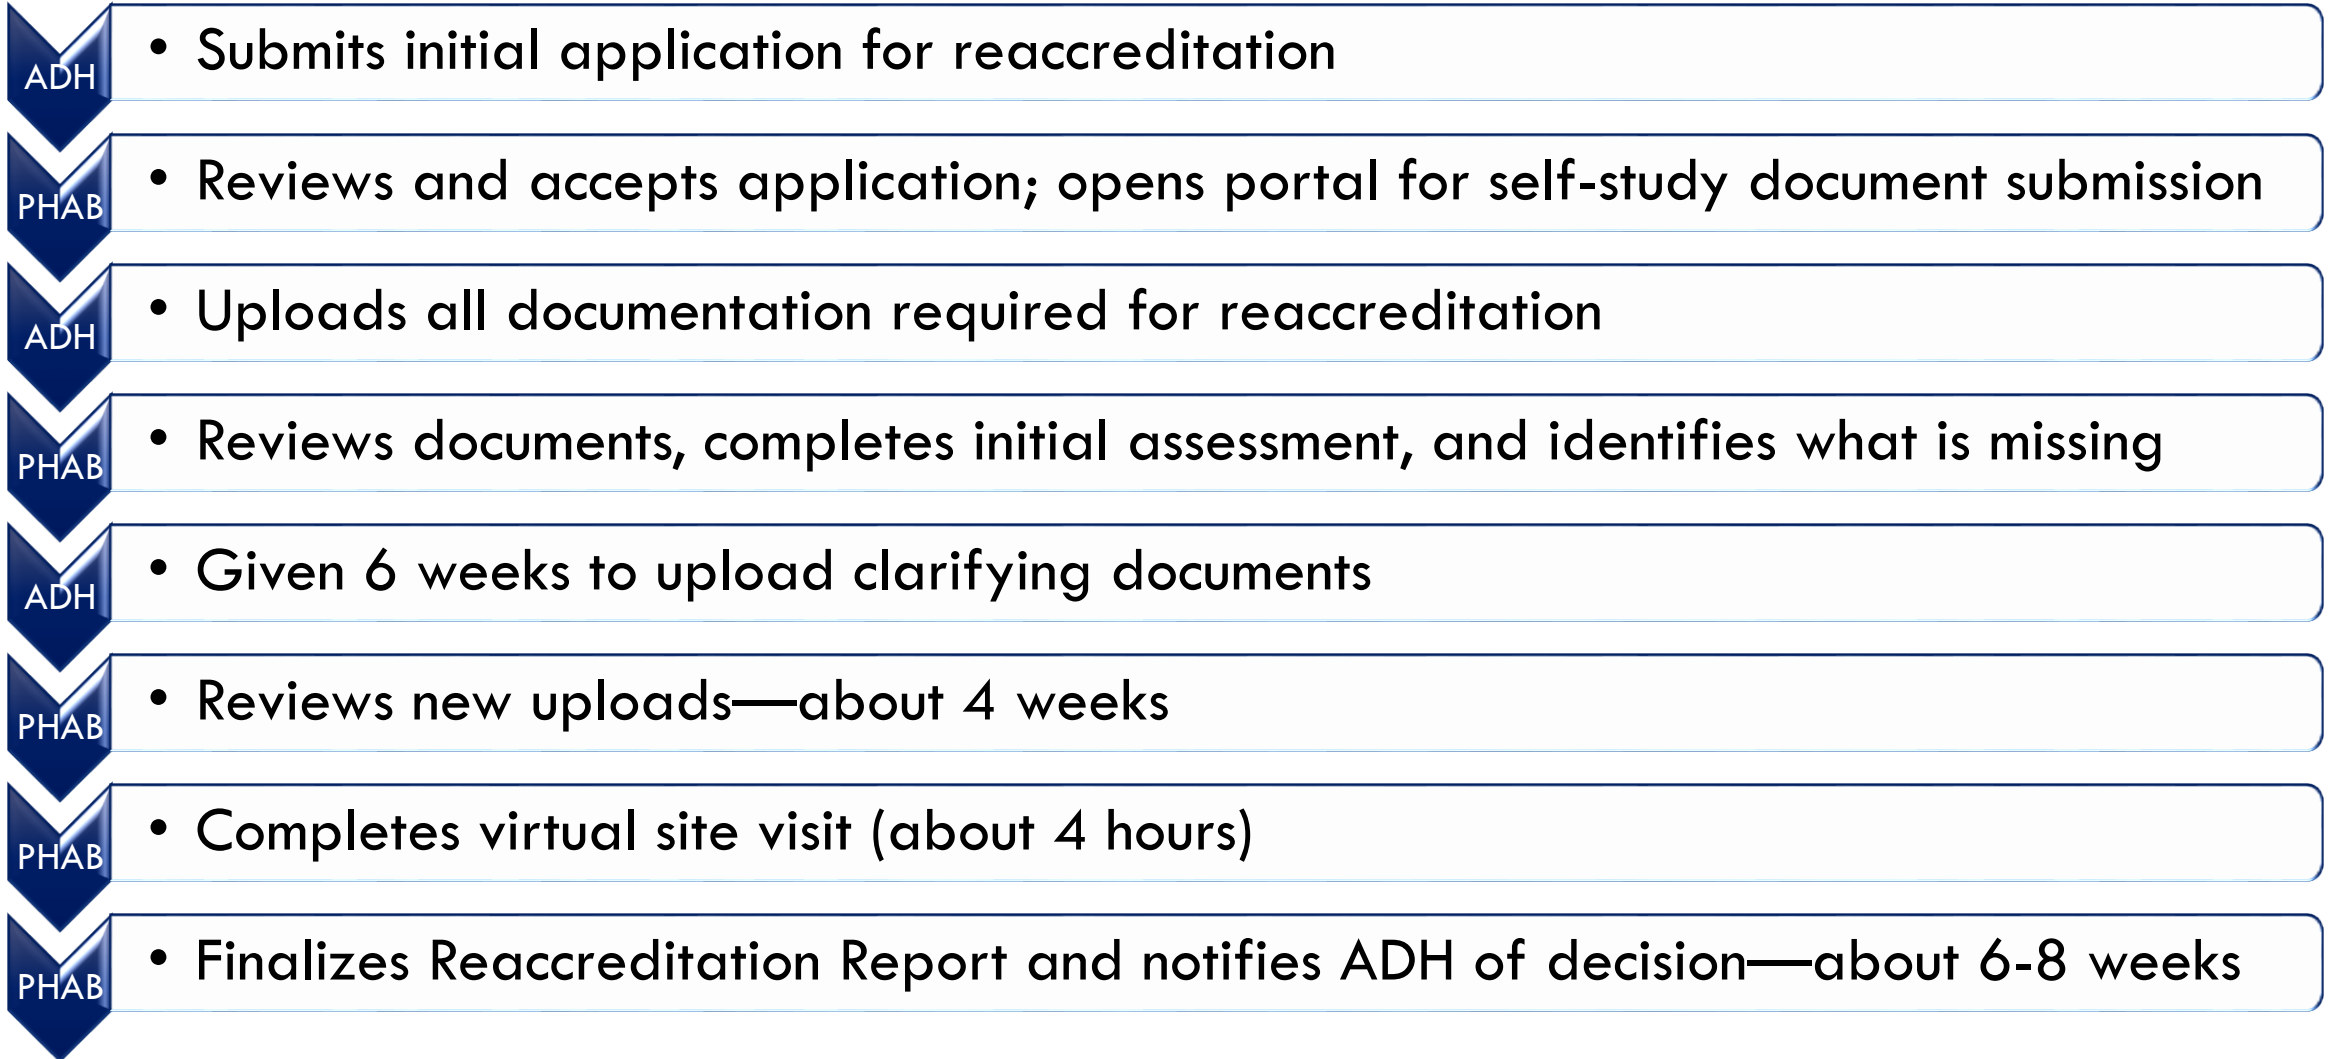 ADH
• Submits initial application for reaccreditation
PHAB
• Reviews and accepts application; opens portal for self-study document submission
ADH
• Uploads all documentation required for reaccreditation
PHAB
• Reviews documents, completes initial assessment, and identifies what is missing
ADH
• Given 6 weeks to upload clarifying documents
PHAB
• Reviews new uploads—about 4 weeks
PHAB
• Completes virtual site visit (about 4 hours)
PHAB
• Finalizes Reaccreditation Report and notifies ADH of decision—about 6-8 weeks